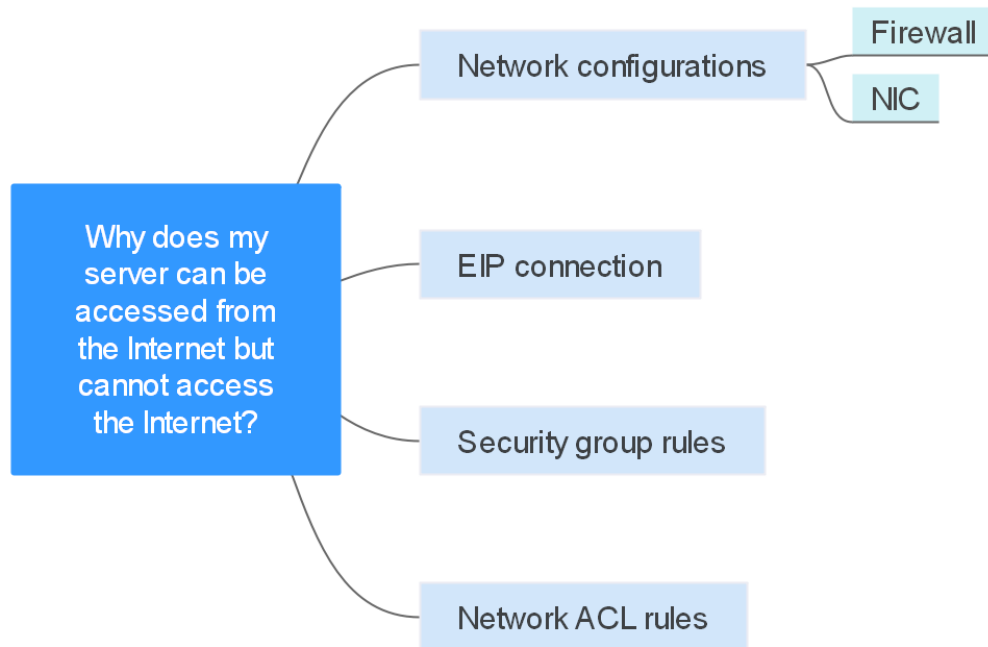 Why does my
server can be
accessed from
the Internet but
cannot access
the Internet?
Network configurations
Firewall
NIC
EIP connection
Security group rules
Network ACL rules